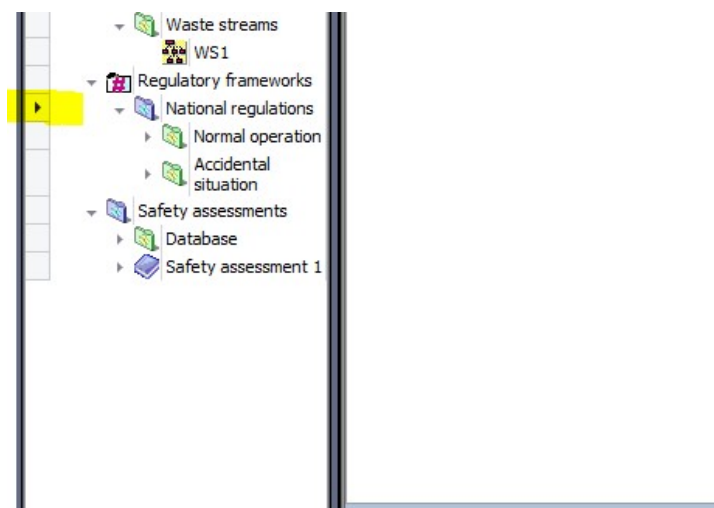 Waste streams
WS1
Regulatory frameworks
National regulations
Normal operation
Accidental
situation
Safety assessments
Database
Safety assessment 1